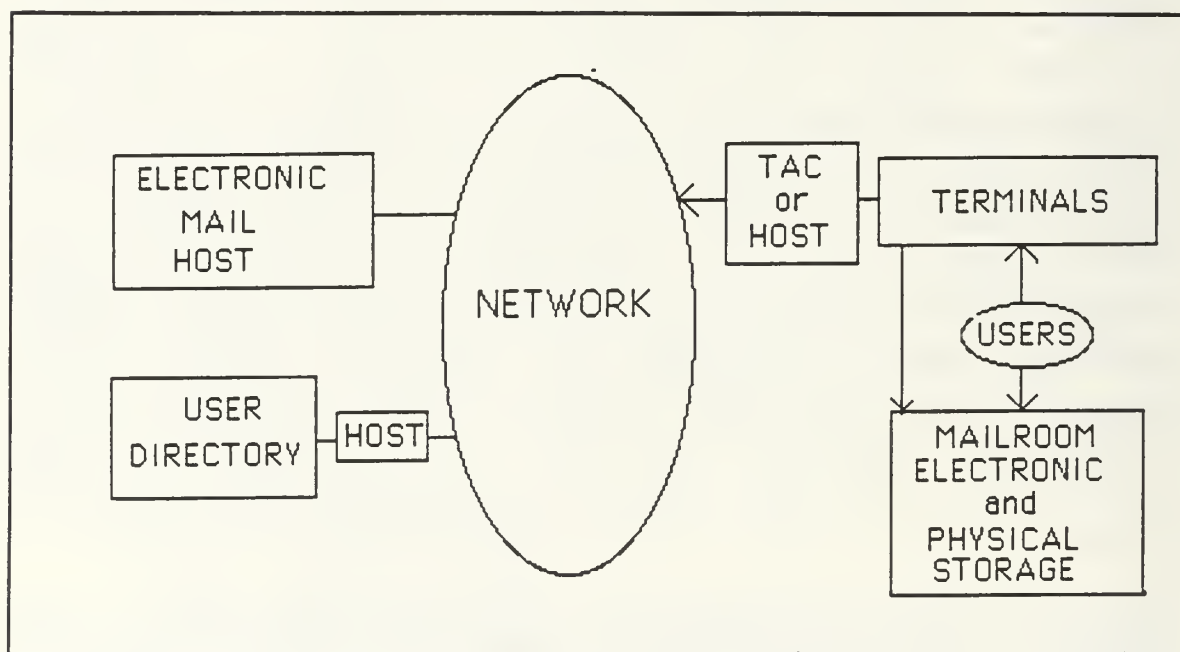 ELECTRONIC
MAIL
HOST
USER
DIRECTORY
HOST
NETWORK
TAC
or
HOST
TERMINALS
USERS
MAILROOM
ELECTRONIC
and
PHYSICAL
STORAGE